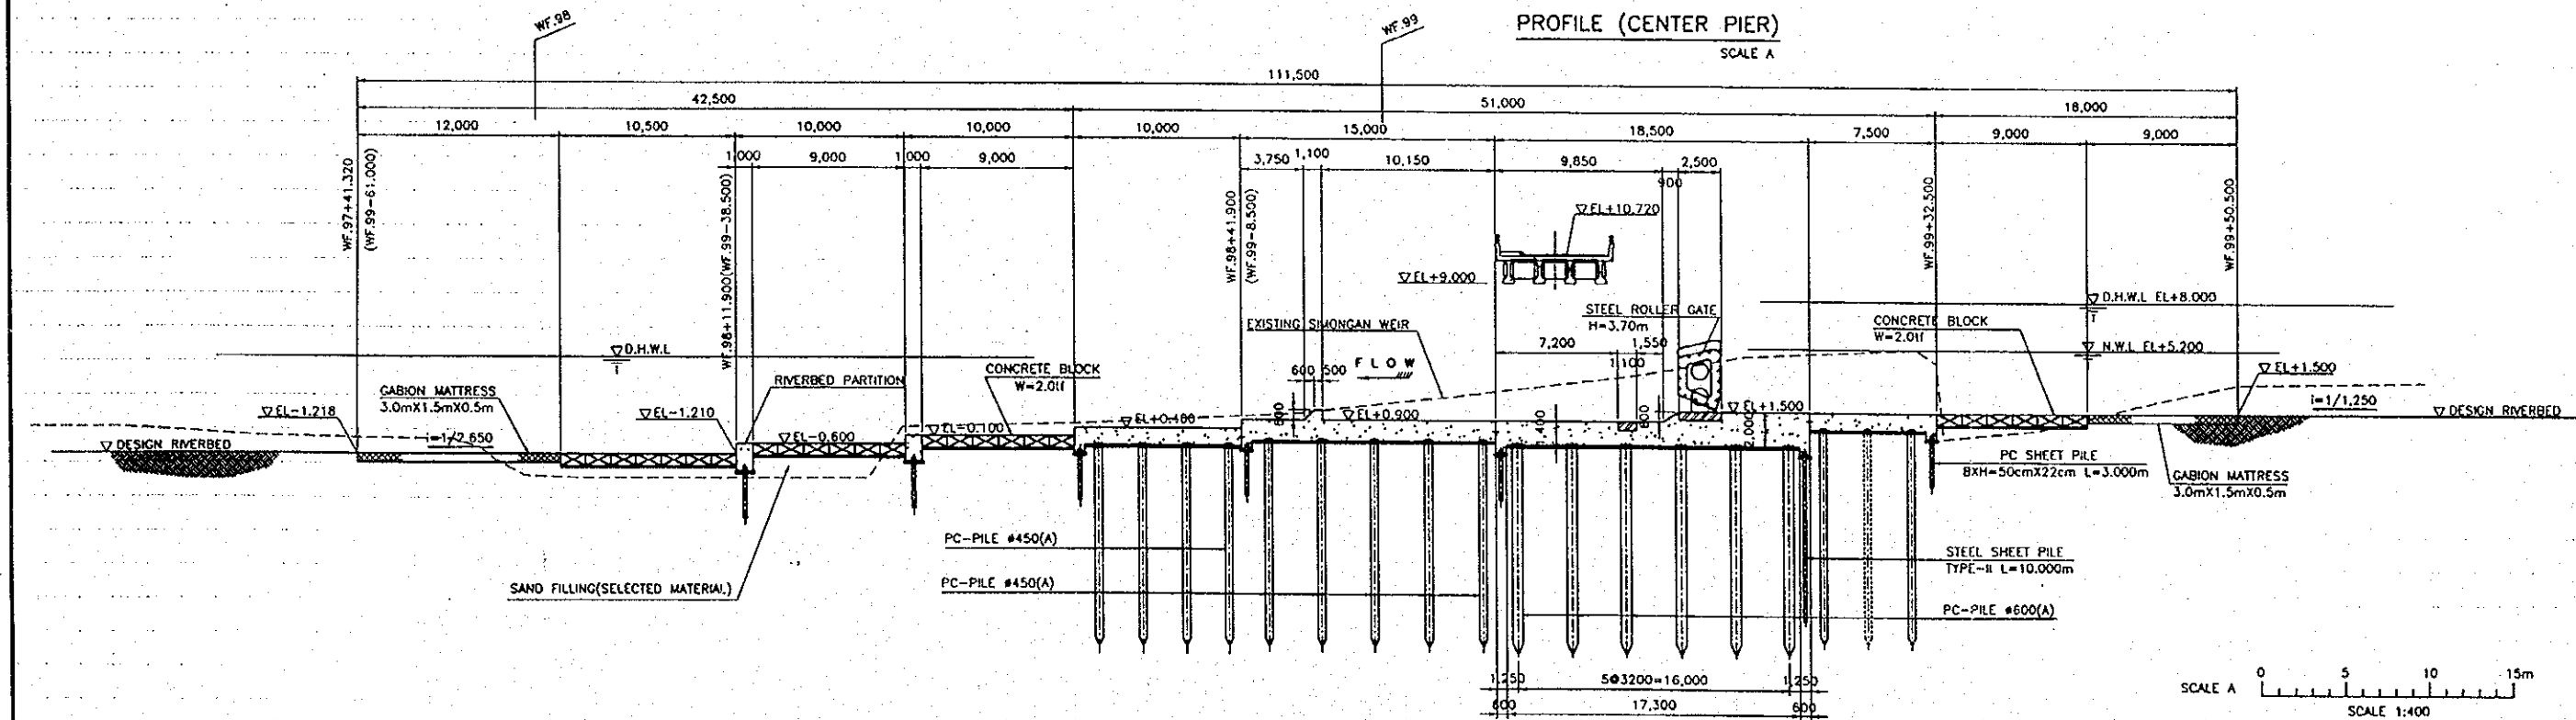 PROFILE (CENTER PIER)
SCALE A
WF.98
WF.99
111,500
42,500
51,000
18,000
12,000
10,500
10,000
10,000
10,000
15,000
18,500
7,500
9,000
9,000
1,000
9,000
1,000
9,000
3,750
1,100
10,150
9,850
2,500
900
WF.97+41.320
(WF.99-61.000)
WF.98+11.900(WF.99-38.500)
WF.98+41.900
(WF.99-8.500)
WF.99+32.500
WF.99+50.500
EL+10.720
EL+9.000
D.H.W.L EL+8.000
STEEL ROLLER GATE
H=3.70m
EXISTING SIMONGAN WEIR
CONCRETE BLOCK
W=2.0tf
7,200
1,550
1,100
N.W.L EL+5.200
D.H.W.L
FLOW
600
500
CONCRETE BLOCK
W=2.0tf
RIVERBED PARTITION
GABION MATTRESS
3.0mX1.5mX0.5m
EL+1.500
i=1/1,250
EL-1.218
EL-1.210
EL+0.900
EL+1.500
DESIGN RIVERBED
DESIGN RIVERBED
i=1/2,650
EL-0.600
EL-0.100
800
2,000
PC SHEET PILE
BXH=50cmX22cm L=3.000m
GABION MATTRESS
3.0mX1.5mX0.5m
PC-PILE ø450(A)
STEEL SHEET PILE
TYPE-II L=10.000m
PC-PILE ø450(A)
SAND FILLING(SELECTED MATERIAL)
PC-PILE ø600(A)
1,250
5@3200=16,000
1,250
600
17,300
600
SCALE A
0
5
10
15m
SCALE 1:400